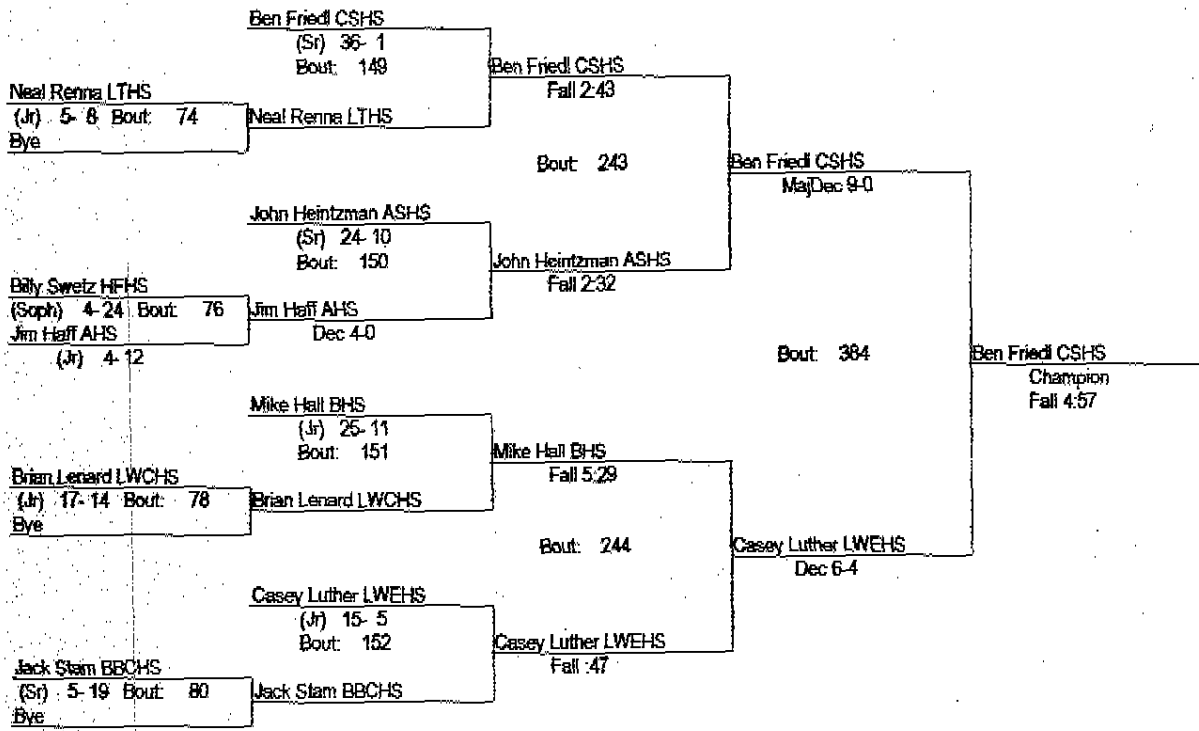 Ben Friedl CSHS
(Sr) 36- 1
Bout: 149
Ben Friedl CSHS
Fall 2:43
Neal Renna LTHS
(Jr) 5- 8 Bout: 74
Neal Renna LTHS
Bye
Bout: 243
Ben Friedl CSHS
MajDec 9-0
John Heintzman ASHS
(Sr) 24- 10
Bout: 150
John Heintzman ASHS
Fall 2:32
Billy Swetz HFHS
(Soph) 4- 24 Bout: 76
Jim Haff AHS
Jim Haff AHS
Dec 4-0
(Jr) 4- 12
Bout: 384
Ben Friedl CSHS
Champion
Fall 4:57
Mike Hall BHS
(Jr) 25- 11
Bout: 151
Mike Hall BHS
Fall 5:29
Brian Lenard LWCHS
(Jr) 17- 14 Bout: 78
Brian Lenard LWCHS
Bye
Bout: 244
Casey Luther LWEHS
Dec 6-4
Casey Luther LWEHS
(Jr) 15- 5
Bout: 152
Casey Luther LWEHS
Fall :47
Jack Stam BBCHS
(Sr) 5- 19 Bout: 80
Jack Stam BBCHS
Bye